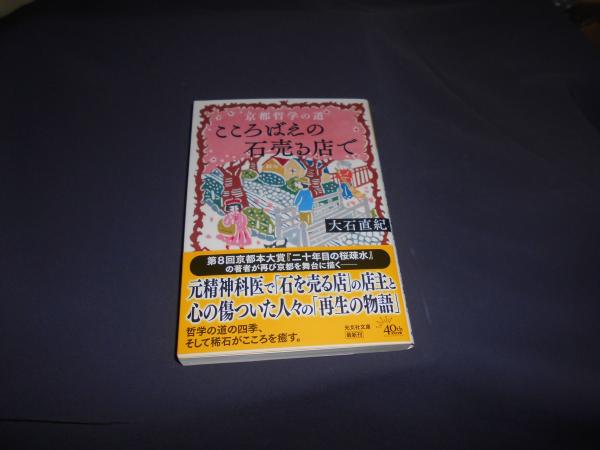 京都哲学の道
こころばえの
石売る店で
大石直紀
第8回京都本大賞『二十年目の桜疎水』
の著者が再び京都を舞台に描く――
元精神科医で「石を売る店」の店主と
心の傷ついた人々の「再生の物語」
哲学の道の四季、
そして稀石がこころを癒す。
光文社文庫
最新刊
40th